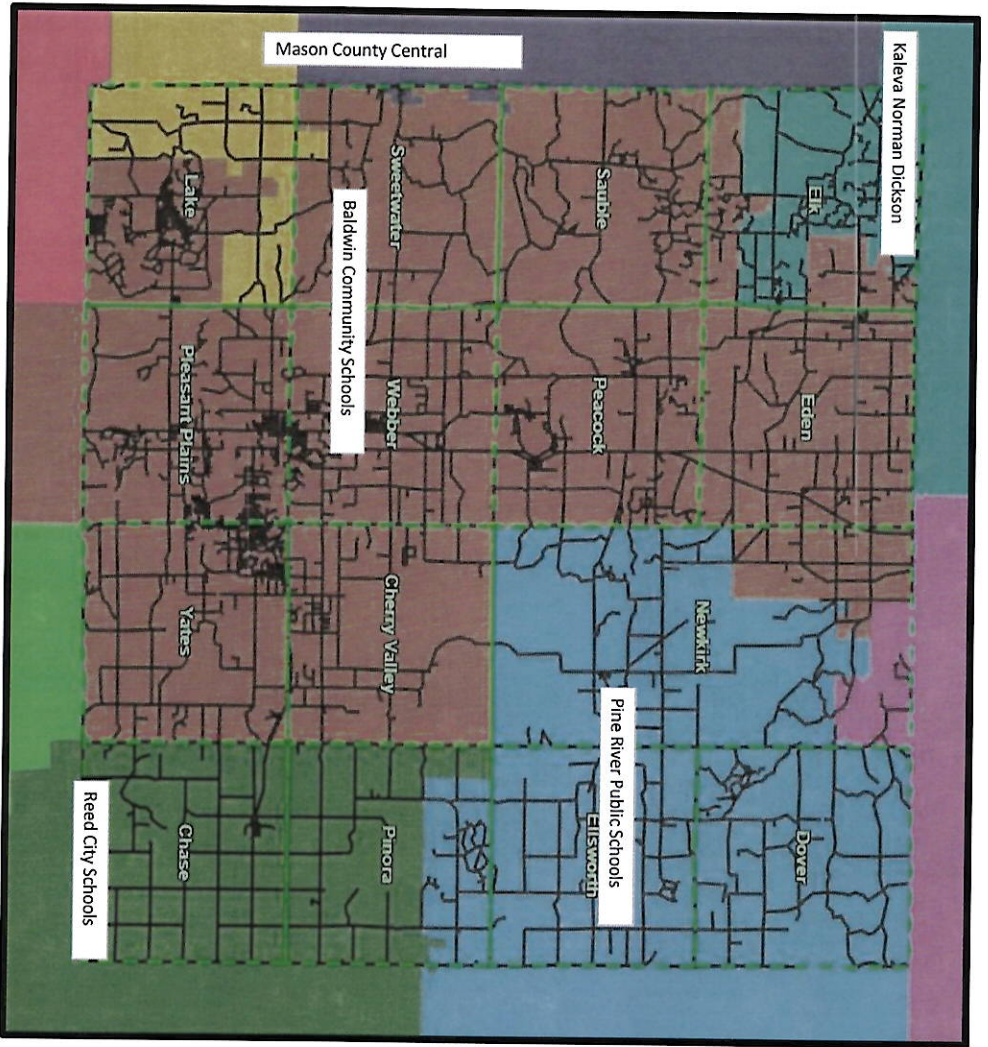 Mason County Central
Kaleva Norman Dickson
Elk
Eden
Newkirk
Dover
Sauble
Peacock
Ellsworth
Pine River Public Schools
Sweetwater
Webber
Cherry Valley
Pinora
Baldwin Community Schools
Lake
Pleasant Plains
Yates
Chase
Reed City Schools